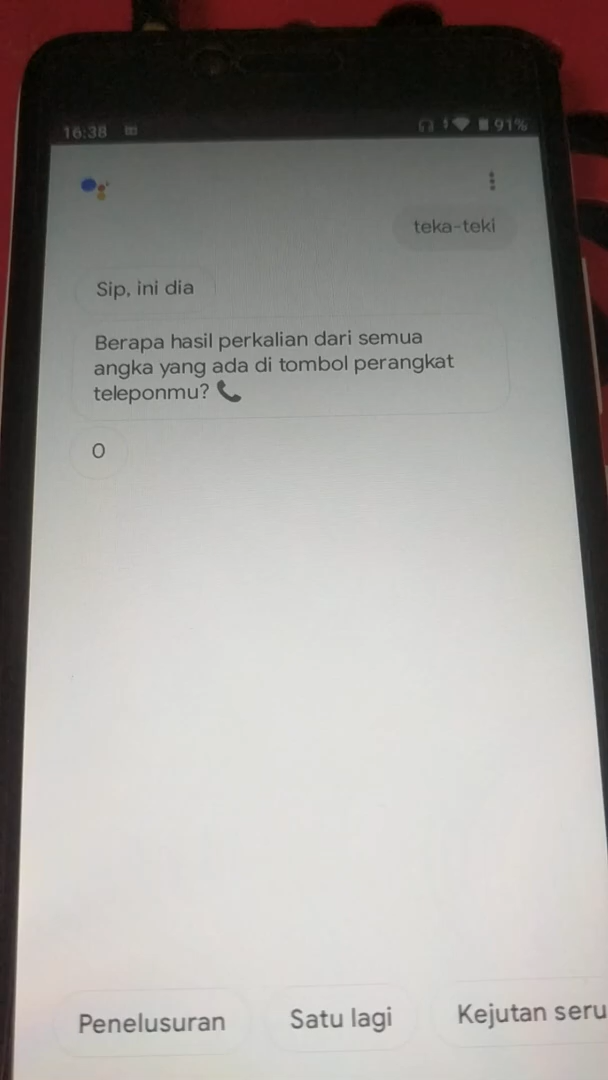 16:38
91%
teka-teki
Sip, ini dia
Berapa hasil perkalian dari semua
angka yang ada di tombol perangkat
teleponmu?
0
Penelusuran
Satu lagi
Kejutan seru